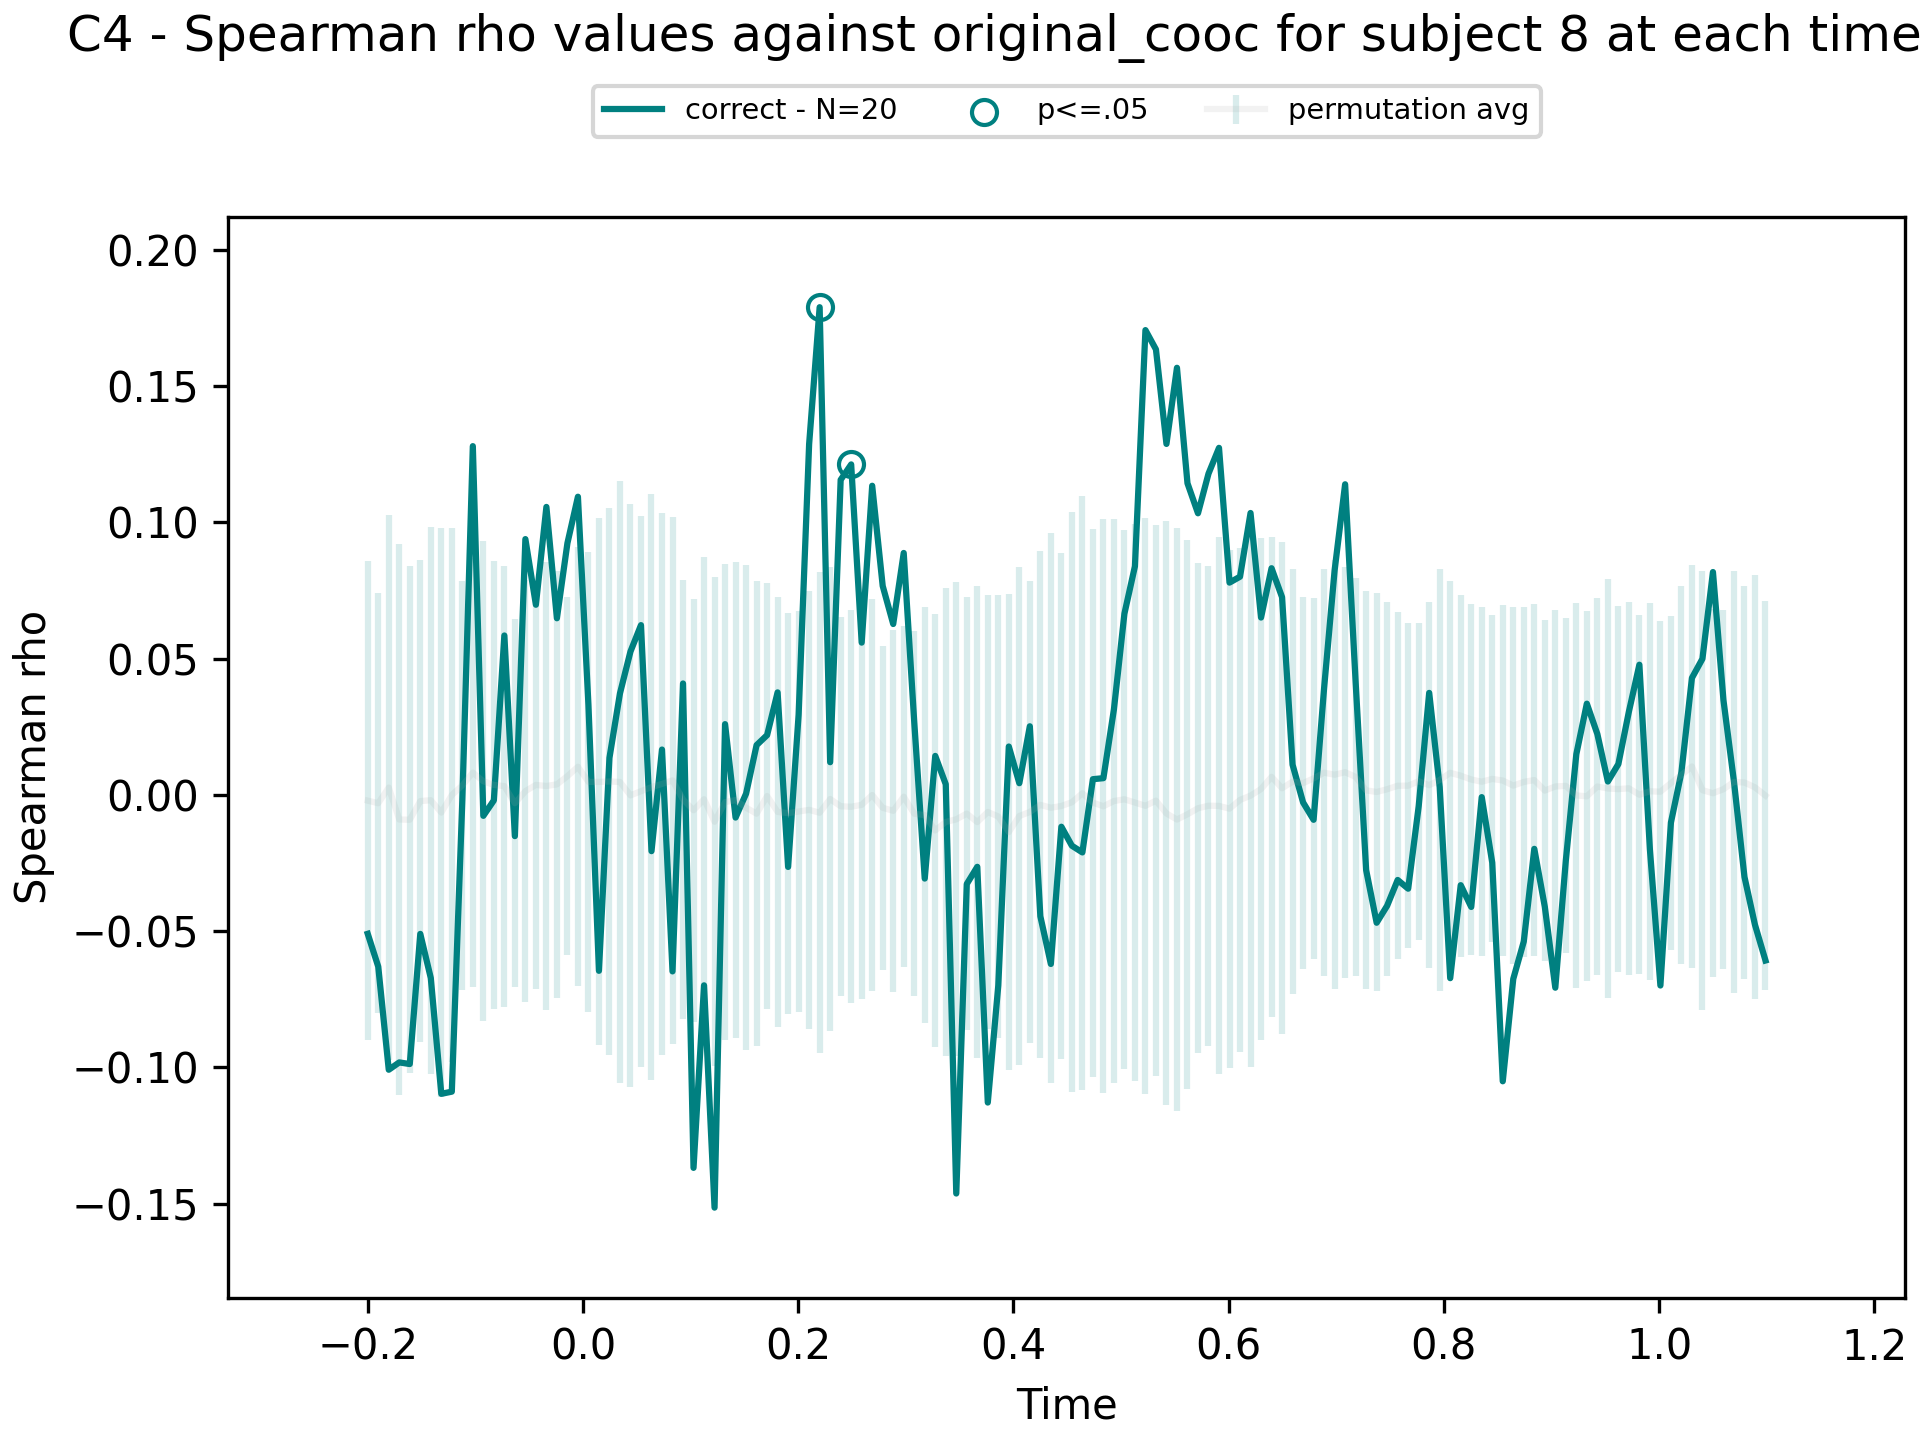 C4 - Spearman rho values against original_cooc for subject 8 at each time
correct - N=20 p<=.05 permutation avg
0.20
0.15
0.10
0.05
0.00
−0.05
−0.10
−0.15
Spearman rho
−0.2 0.0 0.2 0.4 0.6 0.8 1.0 1.2
Time